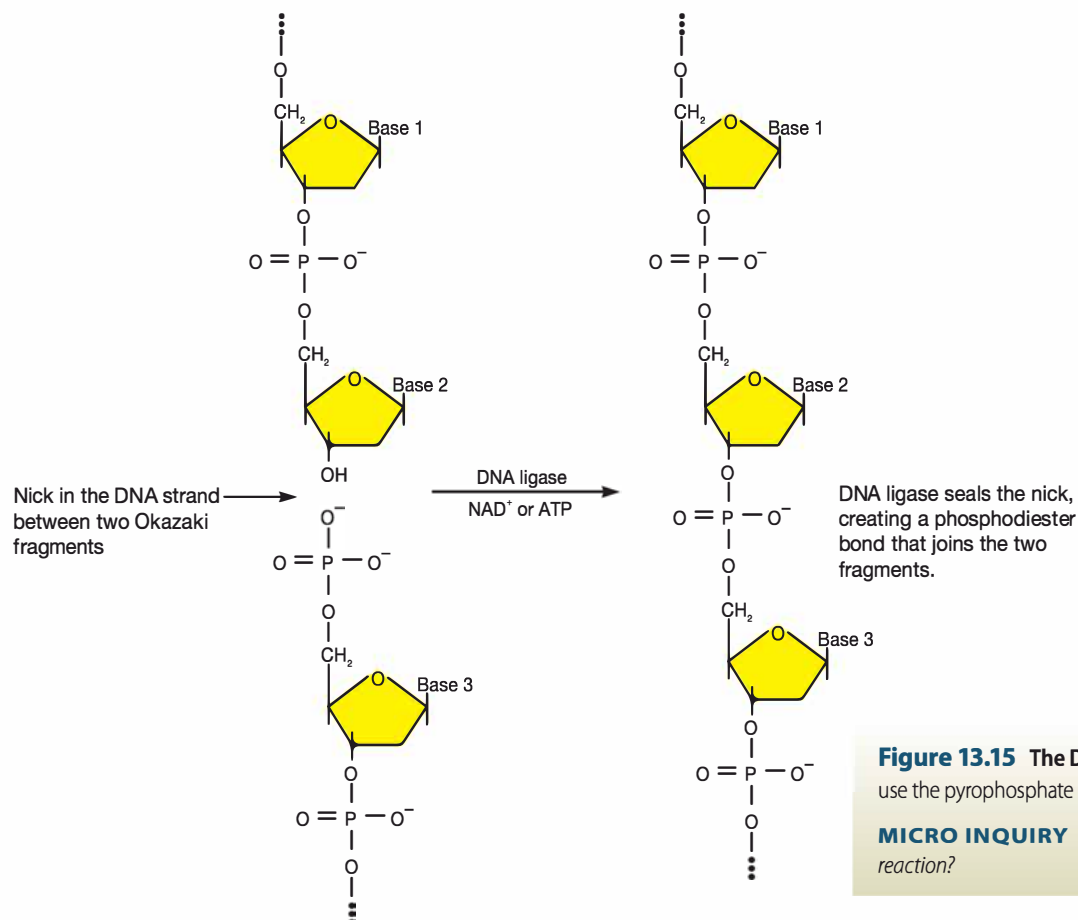 O
CH₂
O
Base 1
O
O = P — O⁻
O
CH₂
O
Base 2
OH
Nick in the DNA strand
between two Okazaki
fragments
O⁻
O = P — O⁻
O
CH₂
O
Base 3
O
O = P — O⁻
O
DNA ligase
NAD⁺ or ATP
O
CH₂
O
Base 1
O
O = P — O⁻
O
CH₂
O
Base 2
O
O = P — O⁻
O
CH₂
O
Base 3
O
O = P — O⁻
O
DNA ligase seals the nick,
creating a phosphodiester
bond that joins the two
fragments.
Figure 13.15 The D
use the pyrophosphate
MICRO INQUIRY
reaction?